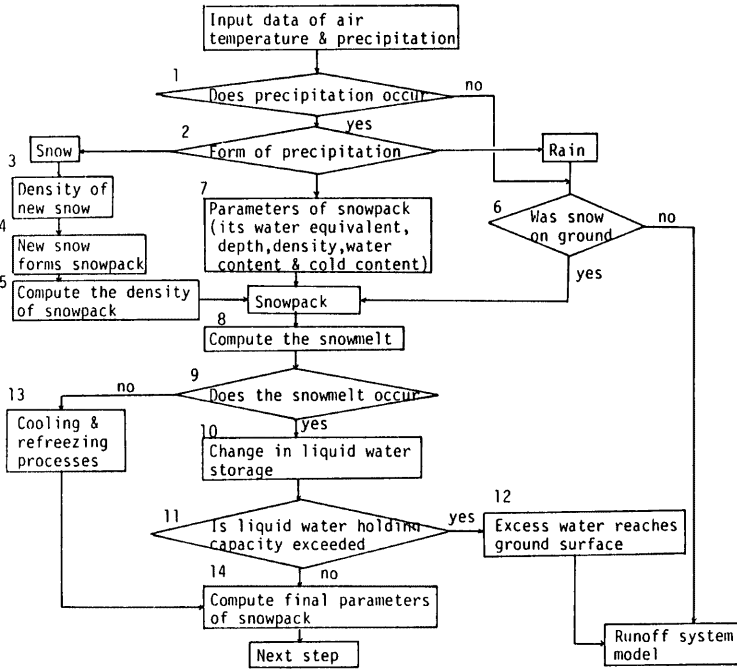 Input data of air
temperature & precipitation
1
Does precipitation occur
no
yes
2
Form of precipitation
Snow
Rain
3
Density of
new snow
4
New snow
forms snowpack
5
Compute the density
of snowpack
7
Parameters of snowpack
(its water equivalent,
depth,density,water
content & cold content)
6
Was snow
on ground
no
yes
Snowpack
8
Compute the snowmelt
9
Does the snowmelt occur
no
yes
13
Cooling &
refreezing
processes
10
Change in liquid water
storage
11
Is liquid water holding
capacity exceeded
yes
no
12
Excess water reaches
ground surface
14
Compute final parameters
of snowpack
Next step
Runoff system
model